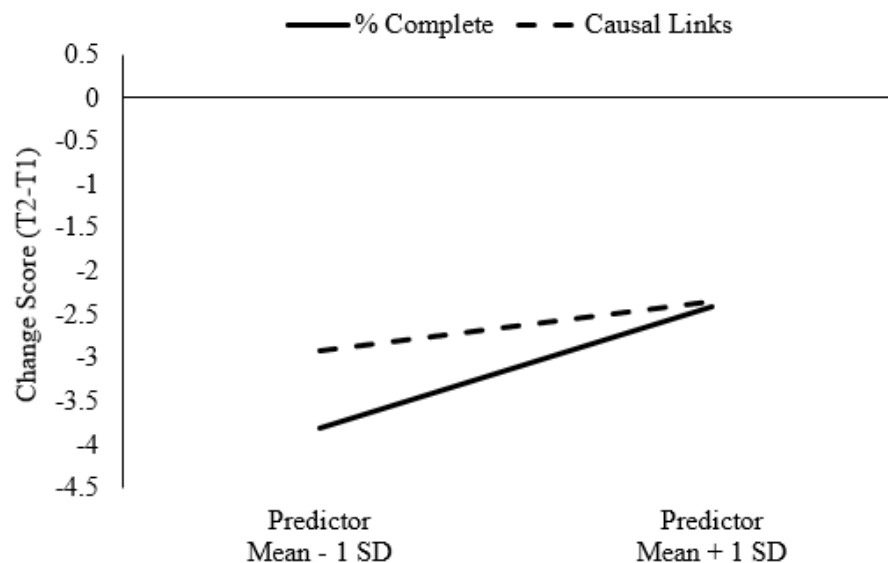 % Complete Causal Links
0.5
0
-0.5
-1
-1.5
-2
-2.5
-3
-3.5
-4
-4.5
Change Score (T2-T1)
Predictor
Mean - 1 SD
Predictor
Mean + 1 SD